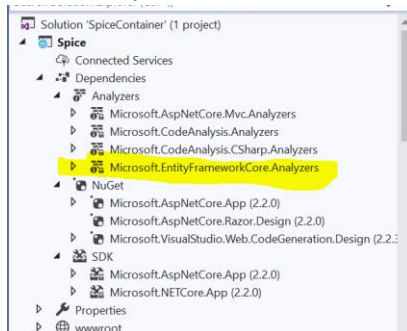 Solution 'SpiceContainer' (1 project)
Spice
Connected Services
Dependencies
Analyzers
Microsoft.AspNetCore.Mvc.Analyzers
Microsoft.CodeAnalysis.Analyzers
Microsoft.CodeAnalysis.CSharp.Analyzers
Microsoft.EntityFrameworkCore.Analyzers
NuGet
Microsoft.AspNetCore.App (2.2.0)
Microsoft.AspNetCore.Razor.Design (2.2.0)
Microsoft.VisualStudio.Web.CodeGeneration.Design (2.2.
SDK
Microsoft.AspNetCore.App (2.2.0)
Microsoft.NETCore.App (2.2.0)
Properties
wwwroot